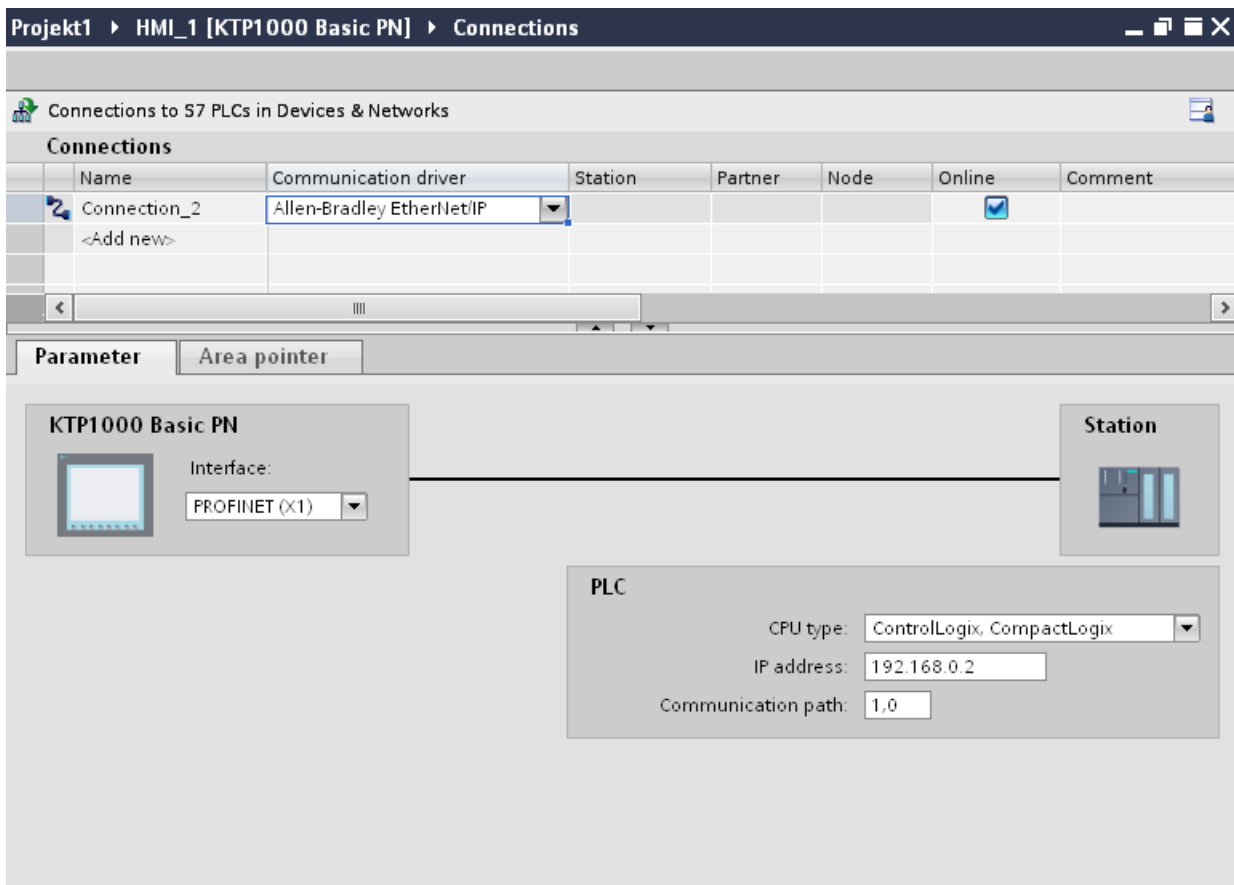 Projekt1 ▸ HMI_1 [KTP1000 Basic PN] ▸ Connections
Connections to S7 PLCs in Devices & Networks
Connections
Name Communication driver Station Partner Node Online Comment
Connection_2 Allen-Bradley EtherNet/IP
<Add new>
Parameter Area pointer
KTP1000 Basic PN
Station
Interface:
PROFINET (X1)
PLC
CPU type: ControlLogix, CompactLogix
IP address: 192.168.0.2
Communication path: 1,0